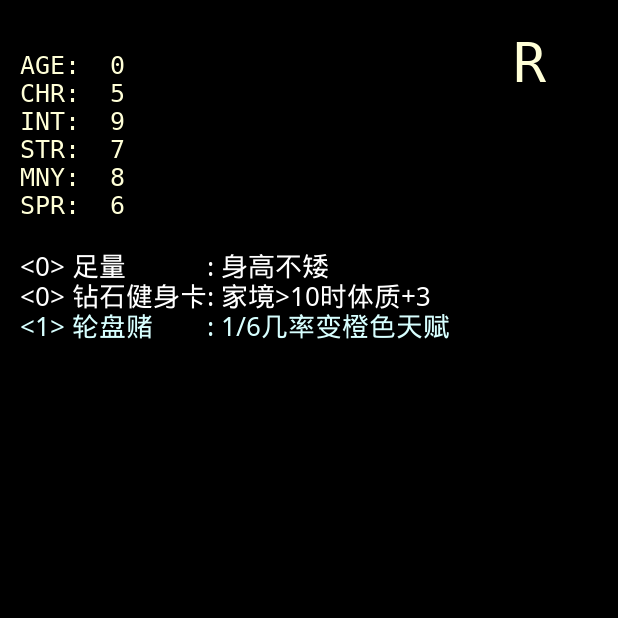 R
AGE: 0
CHR: 5
INT: 9
STR: 7
MNY: 8
SPR: 6
<0> 足量 : 身高不矮
<0> 钻石健身卡: 家境>10时体质+3
<1> 轮盘赌 : 1/6几率变橙色天赋